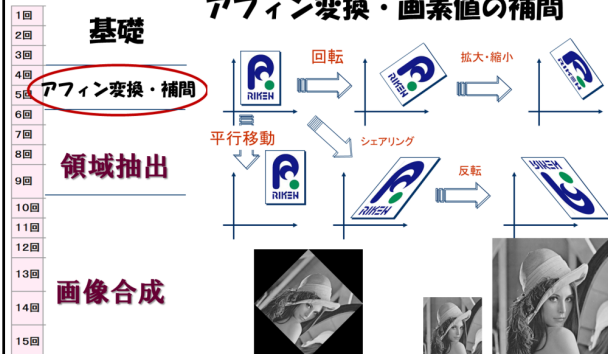 アフィン変換・画素値の補間
1回
2回
3回
4回
5回
6回
7回
8回
9回
10回
11回
12回
13回
14回
15回
基礎
アフィン変換・補間
領域抽出
画像合成
回転
拡大・縮小
平行移動
シェアリング
反転
RIKEN
RIKEN
RIKEN
RIKEN
RIKEN
RIKEN